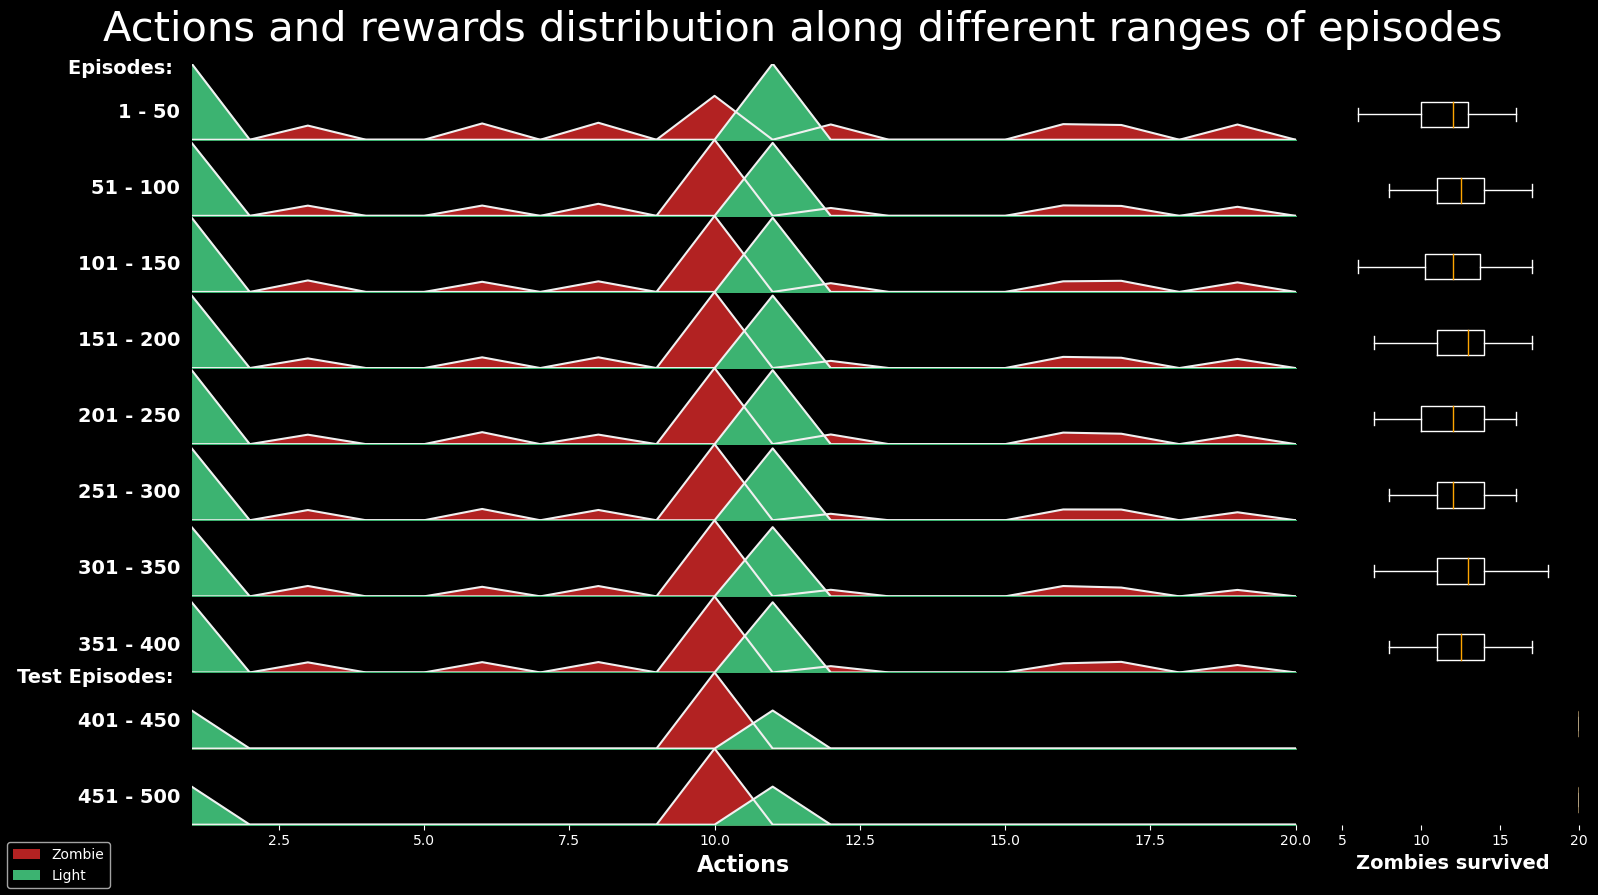 Actions and rewards distribution along different ranges of episodes
Episodes:
1 - 50
51 - 100
101 - 150
151 - 200
201 - 250
251 - 300
301 - 350
351 - 400
Test Episodes:
401 - 450
451 - 500
2.5 5.0 7.5 10.0 12.5 15.0 17.5 20.0
5 10 15 20
Actions
Zombies survived
Zombie
Light